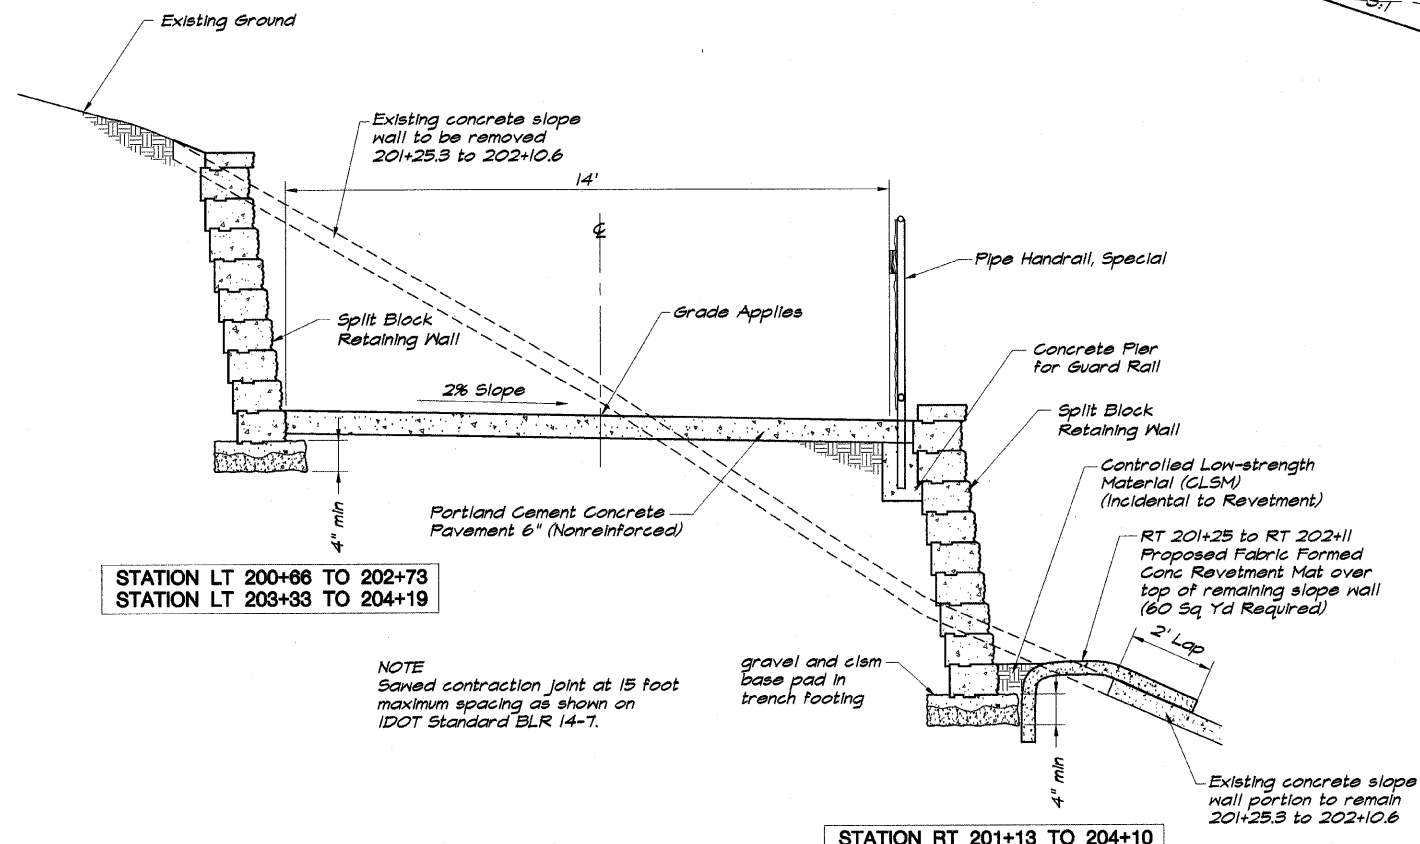 Existing Ground
Existing concrete slope
wall to be removed
201+25.3 to 202+10.6
14'
℄
Pipe Handrail, Special
Split Block
Retaining Wall
Grade Applies
Concrete Pier
for Guard Rail
2% Slope
Split Block
Retaining Wall
Controlled Low-strength
Material (CLSM)
(Incidental to Revetment)
4" min
Portland Cement Concrete
Pavement 6" (Nonreinforced)
RT 201+25 to RT 202+11
Proposed Fabric Formed
Conc Revetment Mat over
top of remaining slope wall
(60 Sq Yd Required)
STATION LT 200+66 TO 202+73
STATION LT 203+33 TO 204+19
2' Lap
NOTE
Sawed contraction joint at 15 foot
maximum spacing as shown on
IDOT Standard BLR 14-7.
gravel and clsm
base pad in
trench footing
4" min
Existing concrete slope
wall portion to remain
201+25.3 to 202+10.6
STATION RT 201+13 TO 204+10